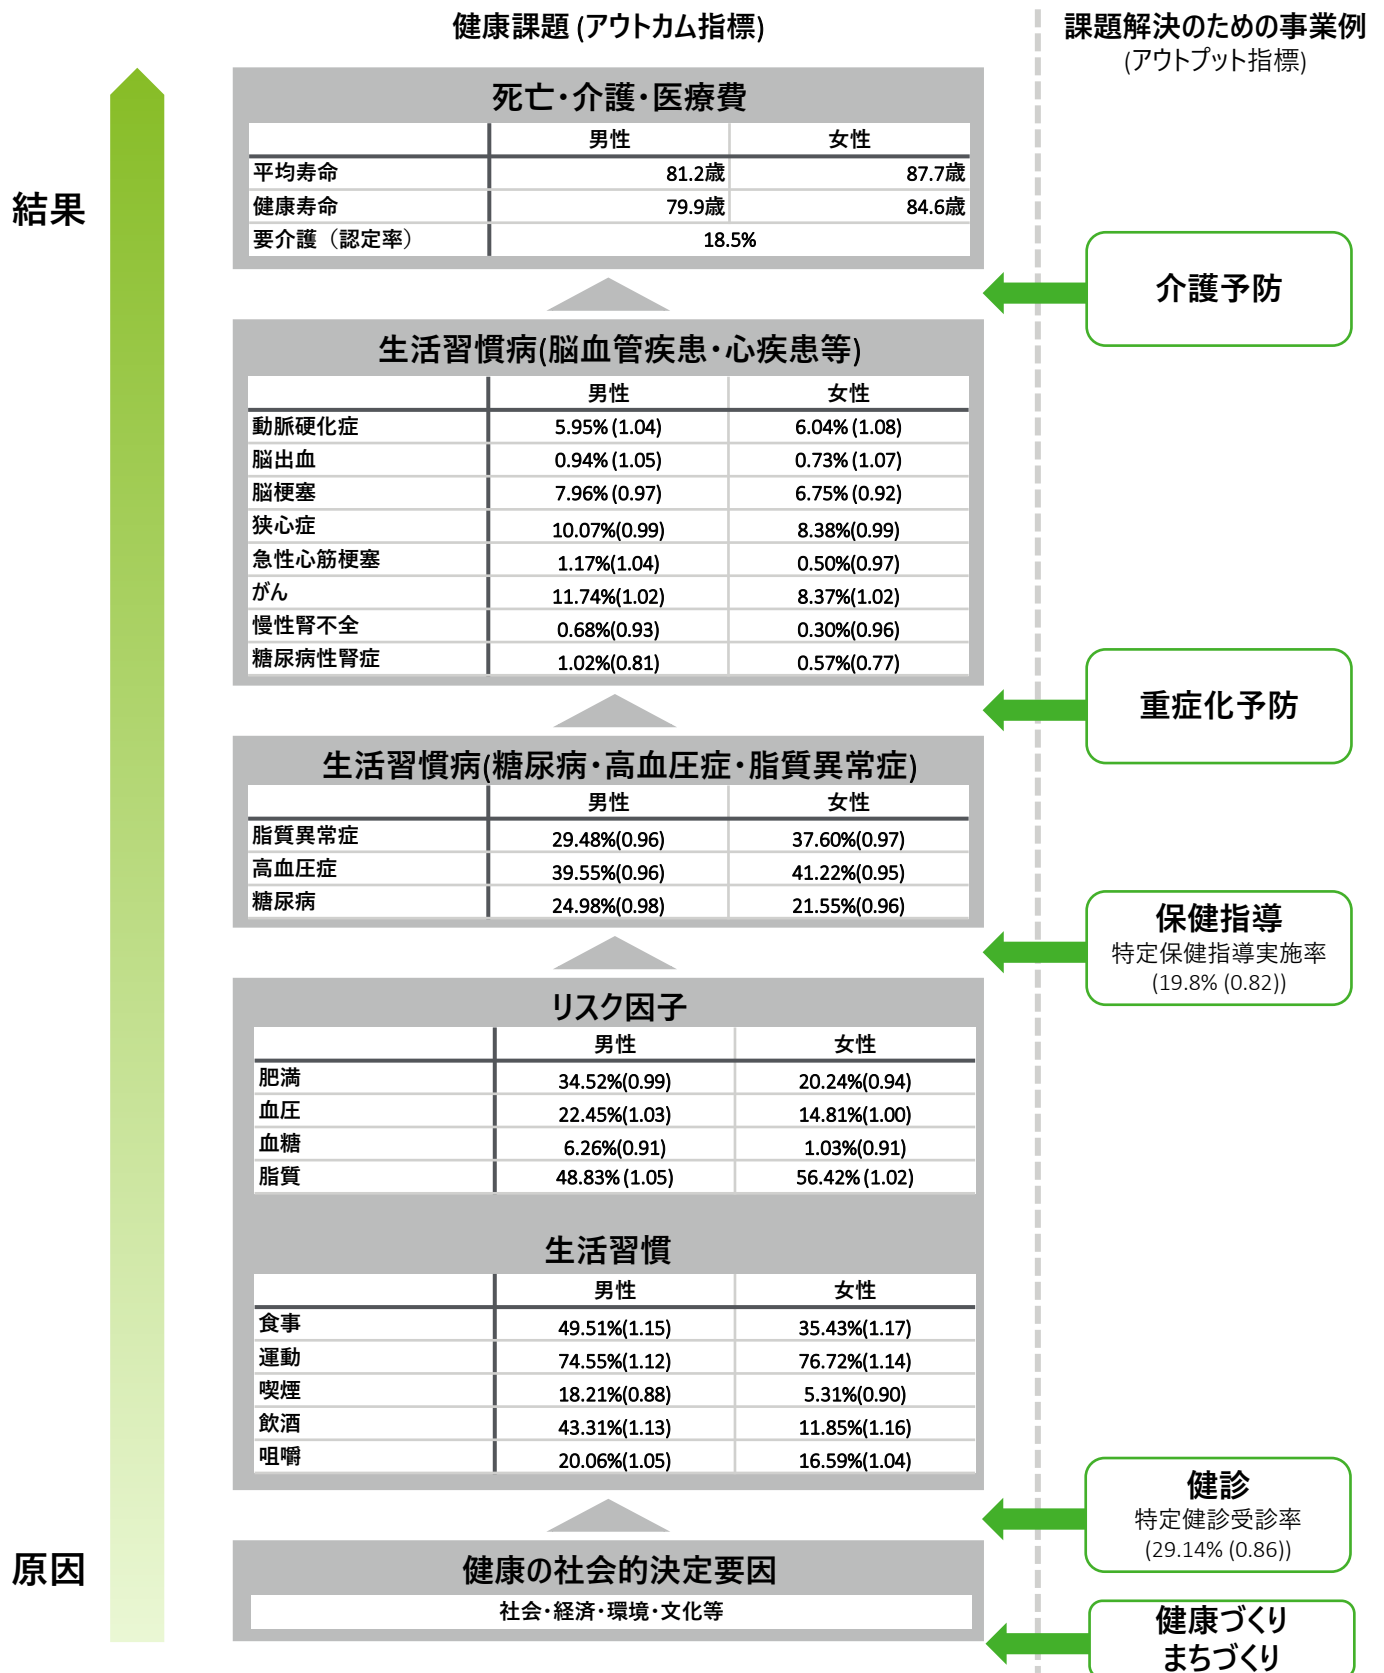 健康課題 (アウトカム指標)
課題解決のための事業例
(アウトプット指標)
結果
死亡・介護・医療費
男性 女性
平均寿命 81.2歳 87.7歳
健康寿命 79.9歳 84.6歳
要介護（認定率） 18.5%
介護予防
生活習慣病(脳血管疾患・心疾患等)
男性 女性
動脈硬化症 5.95% (1.04) 6.04% (1.08)
脳出血 0.94% (1.05) 0.73% (1.07)
脳梗塞 7.96% (0.97) 6.75% (0.92)
狭心症 10.07%(0.99) 8.38%(0.99)
急性心筋梗塞 1.17%(1.04) 0.50%(0.97)
がん 11.74%(1.02) 8.37%(1.02)
慢性腎不全 0.68%(0.93) 0.30%(0.96)
糖尿病性腎症 1.02%(0.81) 0.57%(0.77)
重症化予防
生活習慣病(糖尿病・高血圧症・脂質異常症)
男性 女性
脂質異常症 29.48%(0.96) 37.60%(0.97)
高血圧症 39.55%(0.96) 41.22%(0.95)
糖尿病 24.98%(0.98) 21.55%(0.96)
保健指導
特定保健指導実施率
(19.8% (0.82))
リスク因子
男性 女性
肥満 34.52%(0.99) 20.24%(0.94)
血圧 22.45%(1.03) 14.81%(1.00)
血糖 6.26%(0.91) 1.03%(0.91)
脂質 48.83% (1.05) 56.42% (1.02)
生活習慣
男性 女性
食事 49.51%(1.15) 35.43%(1.17)
運動 74.55%(1.12) 76.72%(1.14)
喫煙 18.21%(0.88) 5.31%(0.90)
飲酒 43.31%(1.13) 11.85%(1.16)
咀嚼 20.06%(1.05) 16.59%(1.04)
健診
特定健診受診率
(29.14% (0.86))
原因
健康の社会的決定要因
社会・経済・環境・文化等
健康づくり
まちづくり